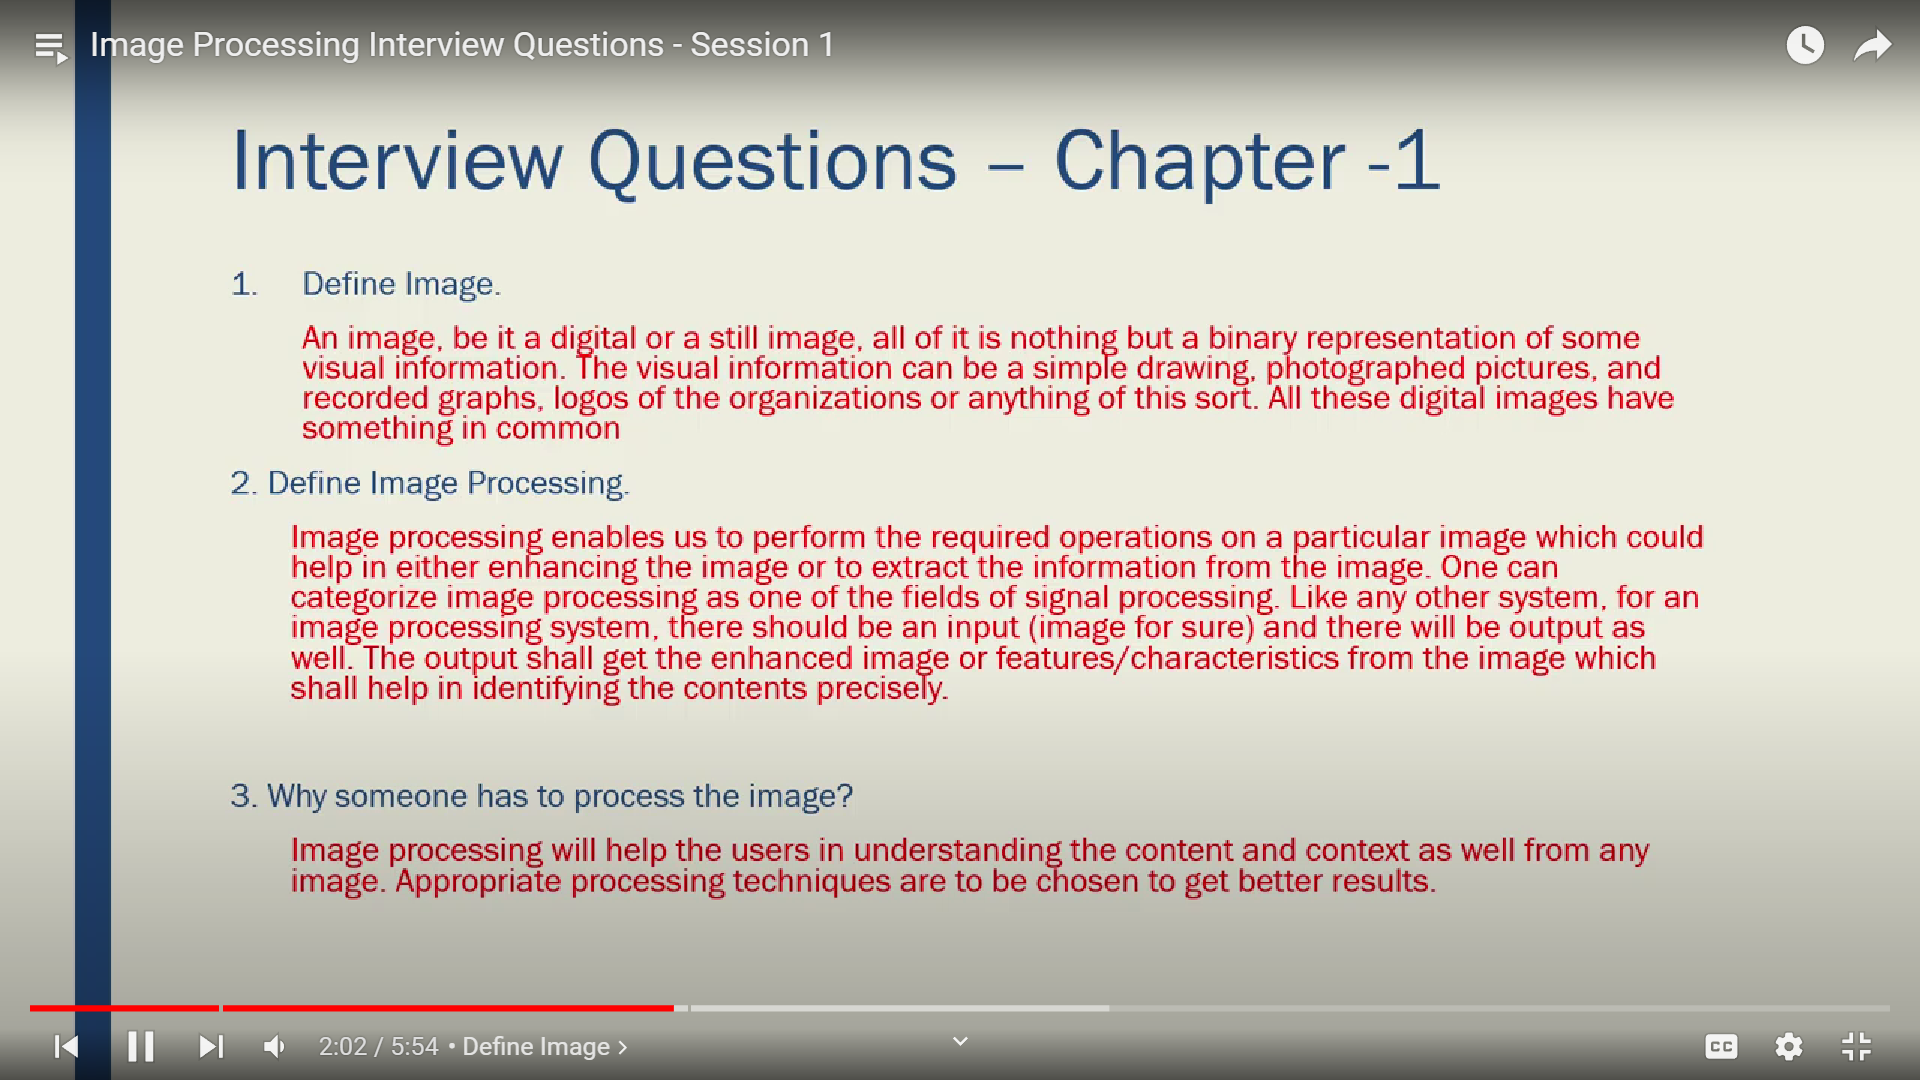 Image Processing Interview Questions - Session 1
Interview Questions – Chapter -1
1. Define Image.
An image, be it a digital or a still image, all of it is nothing but a binary representation of some
visual information. The visual information can be a simple drawing, photographed pictures, and
recorded graphs, logos of the organizations or anything of this sort. All these digital images have
something in common
2. Define Image Processing.
Image processing enables us to perform the required operations on a particular image which could
help in either enhancing the image or to extract the information from the image. One can
categorize image processing as one of the fields of signal processing. Like any other system, for an
image processing system, there should be an input (image for sure) and there will be output as
well. The output shall get the enhanced image or features/characteristics from the image which
shall help in identifying the contents precisely.
3. Why someone has to process the image?
Image processing will help the users in understanding the content and context as well from any
image. Appropriate processing techniques are to be chosen to get better results.
2:02 / 5:54 • Define Image ›
CC